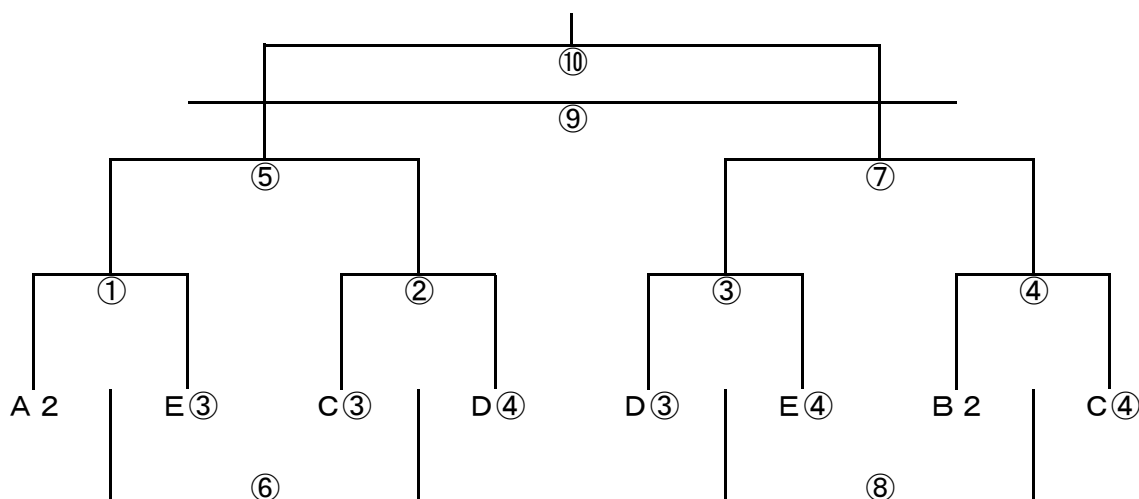 ⑩
⑨
⑤ ⑦
① ② ③ ④
A 2 E③ C③ D④ D③ E④ B 2 C④
⑥ ⑧